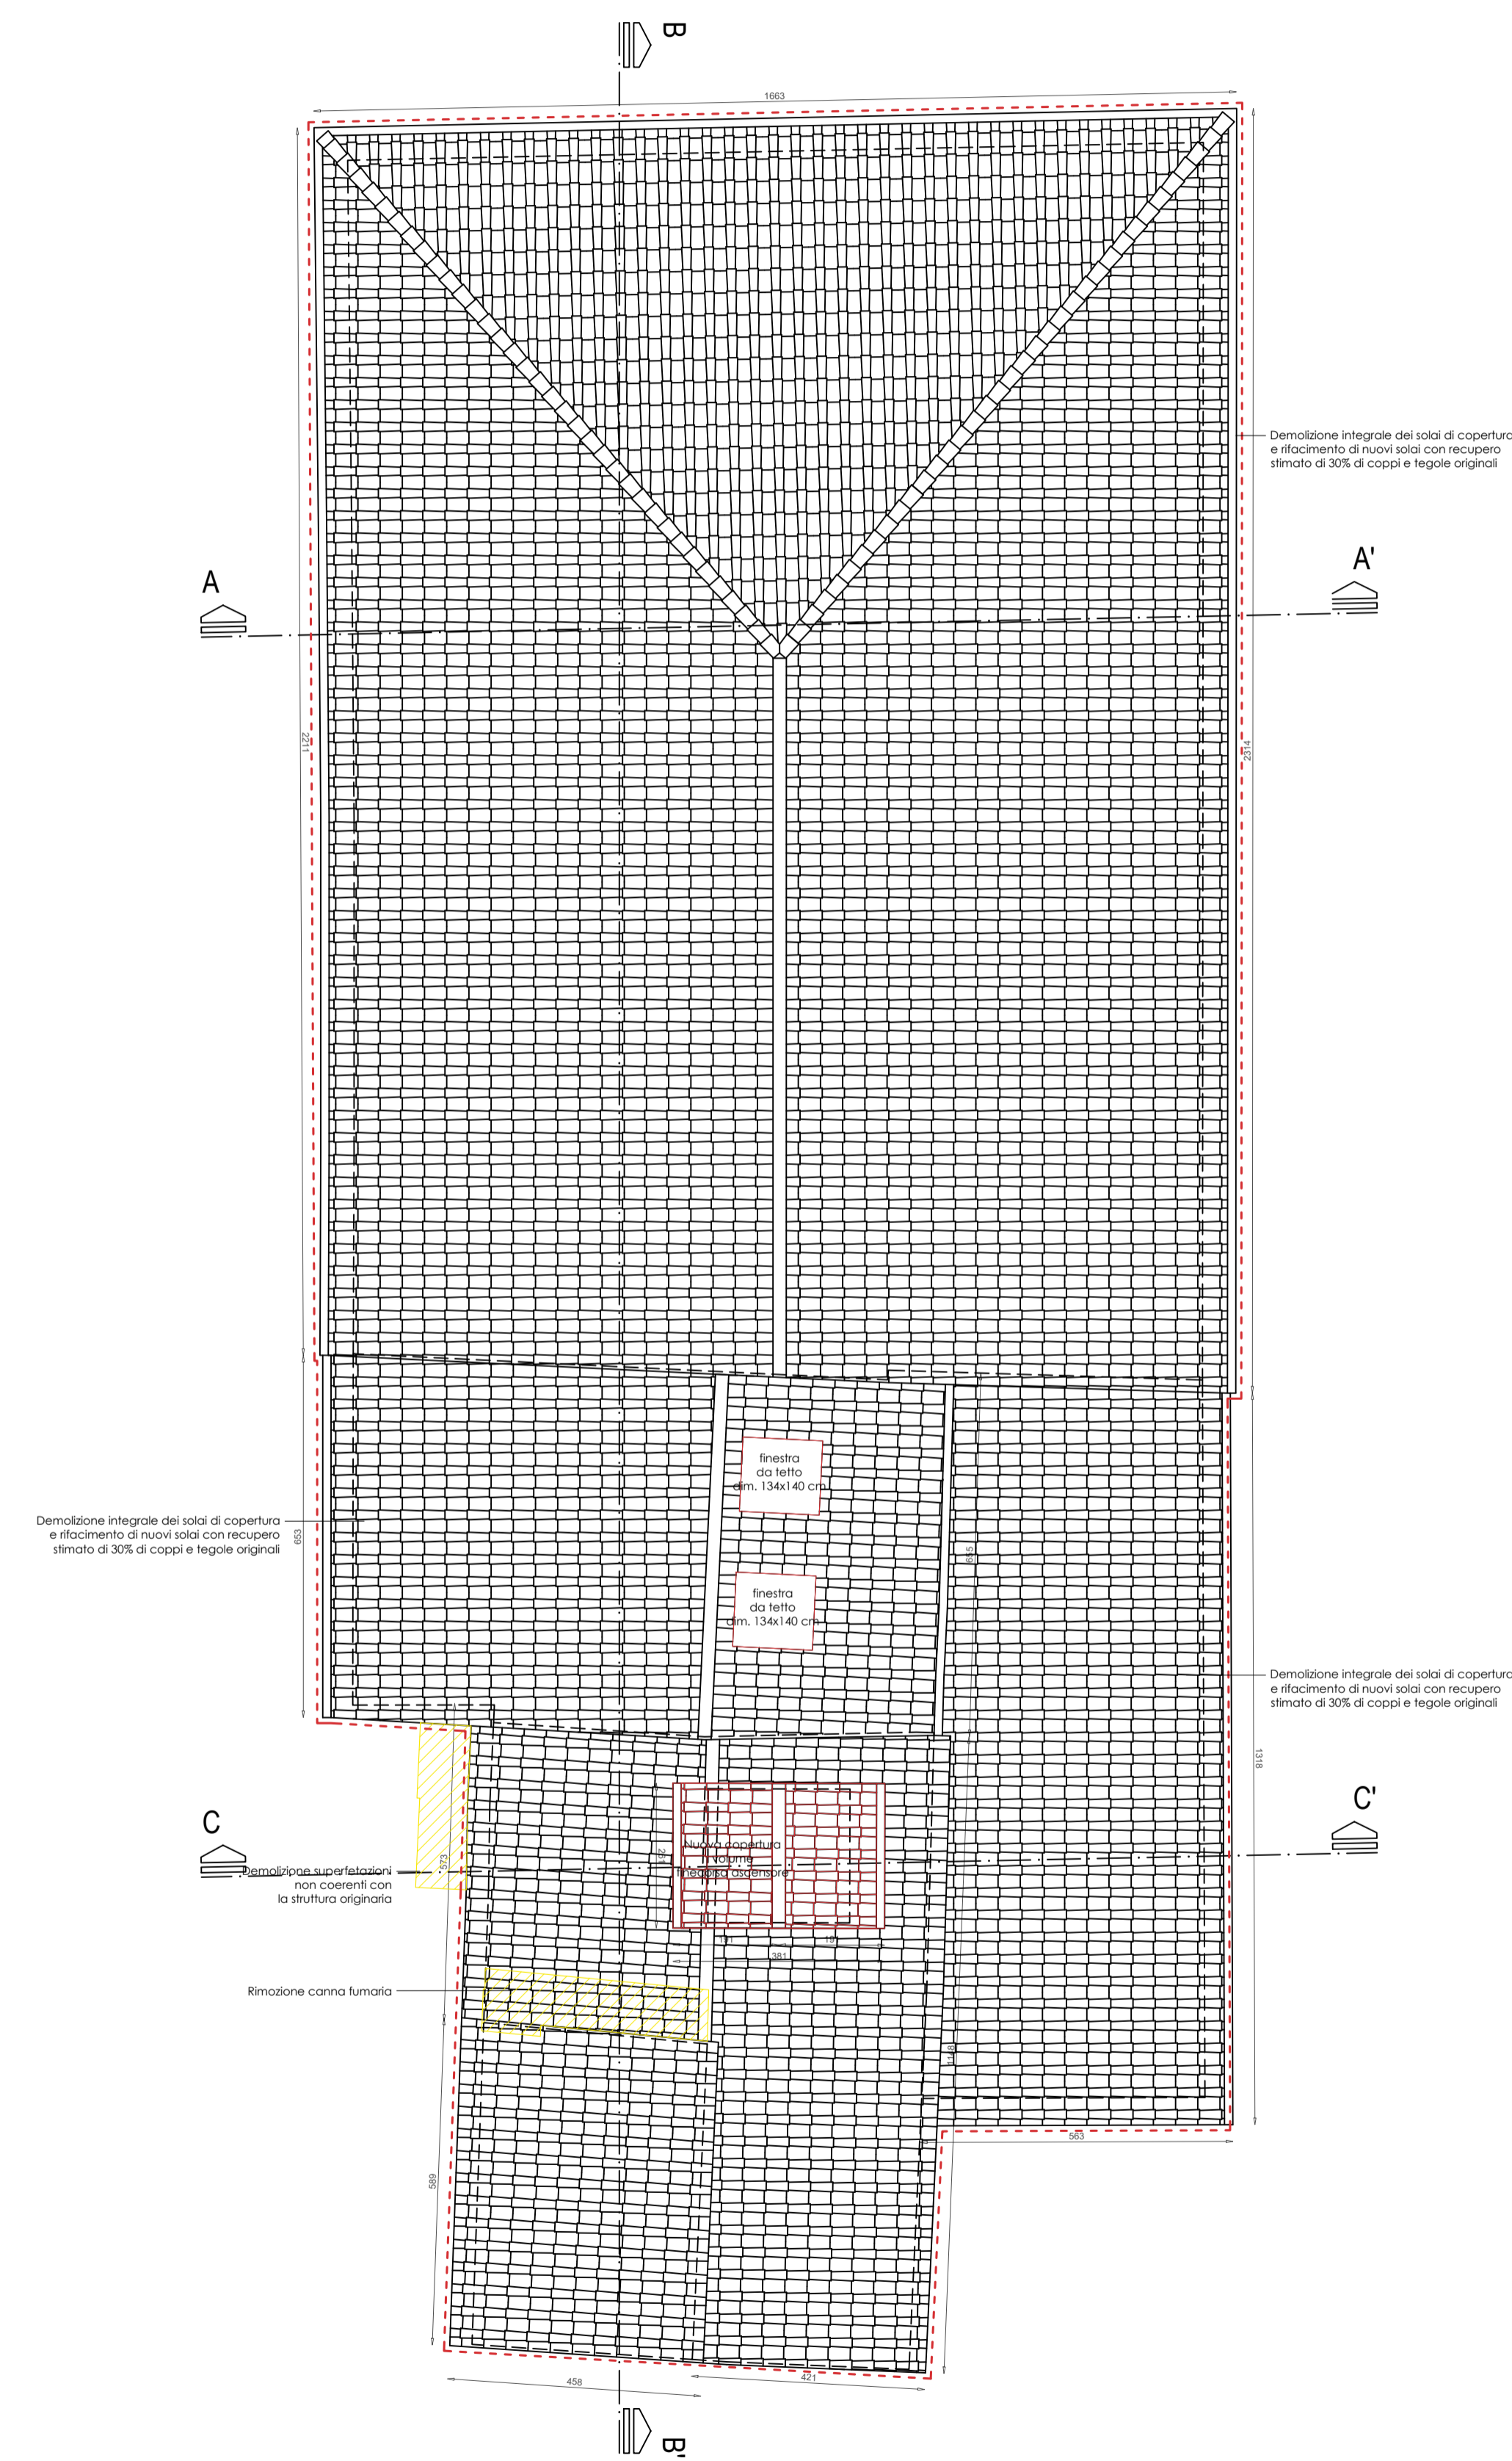 B
1663
Demolizione integrale dei solai di copertura
e rifacimento di nuovi solai con recupero
stimato di 30% di coppi e tegole originali
A
A'
2211
2314
finestra
da tetto
dim. 134x140 cm
Demolizione integrale dei solai di copertura
e rifacimento di nuovi solai con recupero
stimato di 30% di coppi e tegole originali
653
finestra
da tetto
dim. 134x140 cm
Demolizione integrale dei solai di copertura
e rifacimento di nuovi solai con recupero
stimato di 30% di coppi e tegole originali
1318
C
C'
Nuova copertura
volume
finecorsa ascensore
573
Demolizione superfetazioni
non coerenti con
la struttura originaria
191
381
Rimozione canna fumaria
563
589
458
421
B'